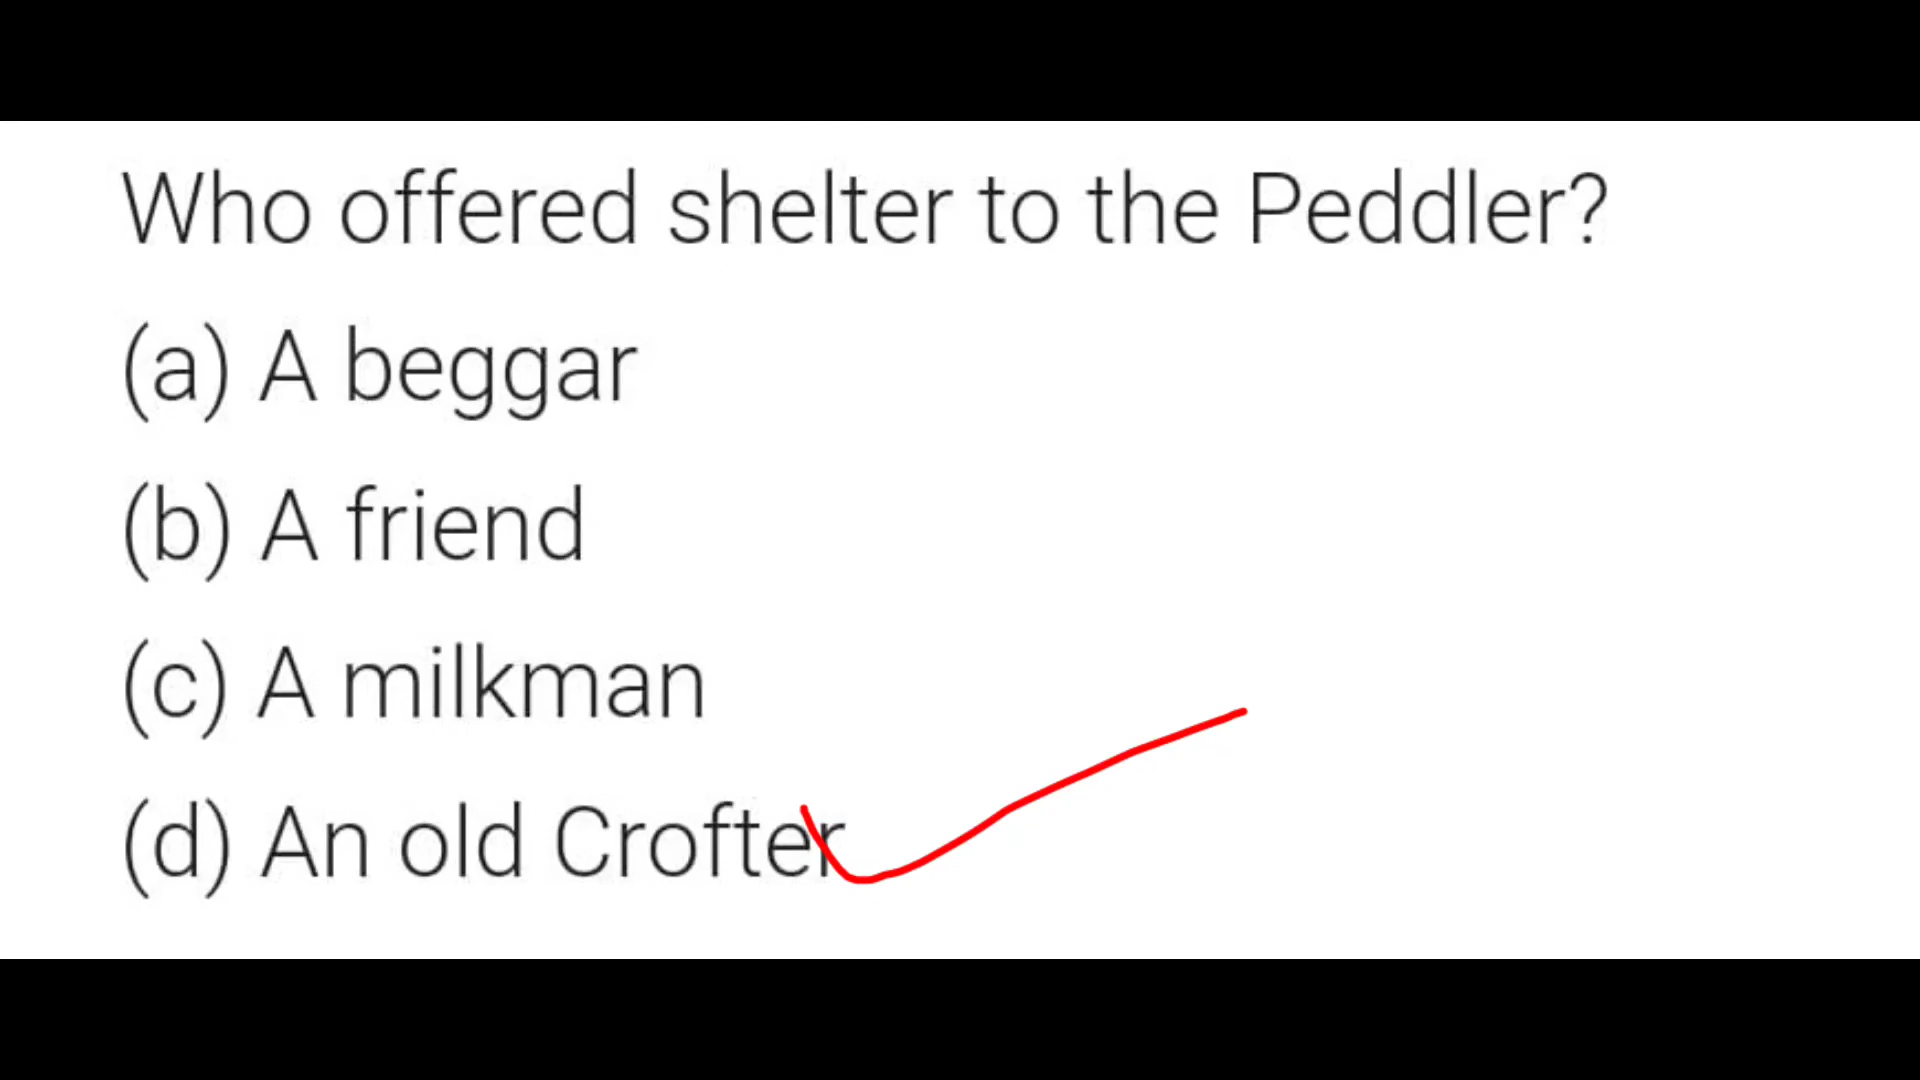 Who offered shelter to the Peddler?
(a) A beggar
(b) A friend
(c) A milkman
(d) An old Crofter